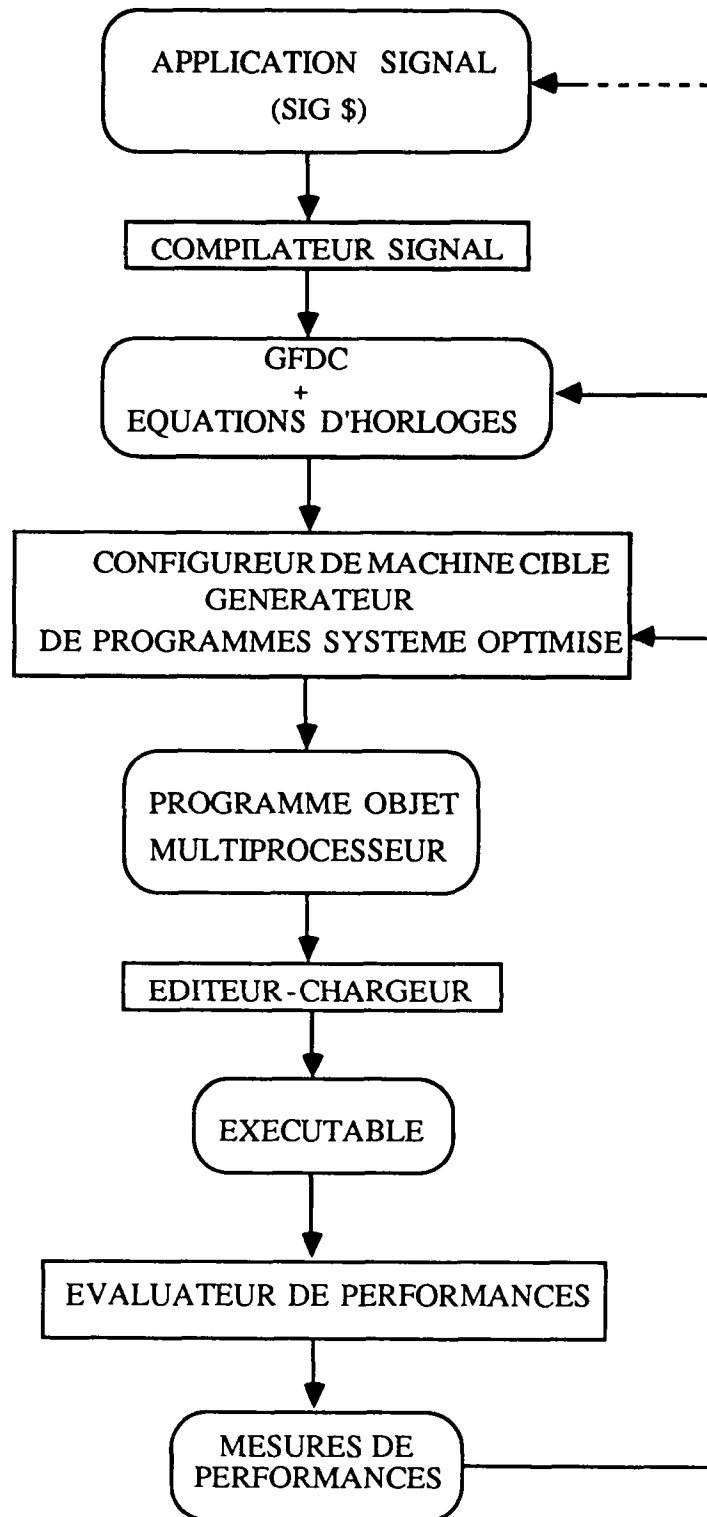 APPLICATION SIGNAL
(SIG $)
COMPILATEUR SIGNAL
GFDC
+
EQUATIONS D'HORLOGES
CONFIGUREUR DE MACHINE CIBLE
GENERATEUR
DE PROGRAMMES SYSTEME OPTIMISE
PROGRAMME OBJET
MULTIPROCESSEUR
EDITEUR-CHARGEUR
EXECUTABLE
EVALUATEUR DE PERFORMANCES
MESURES DE
PERFORMANCES